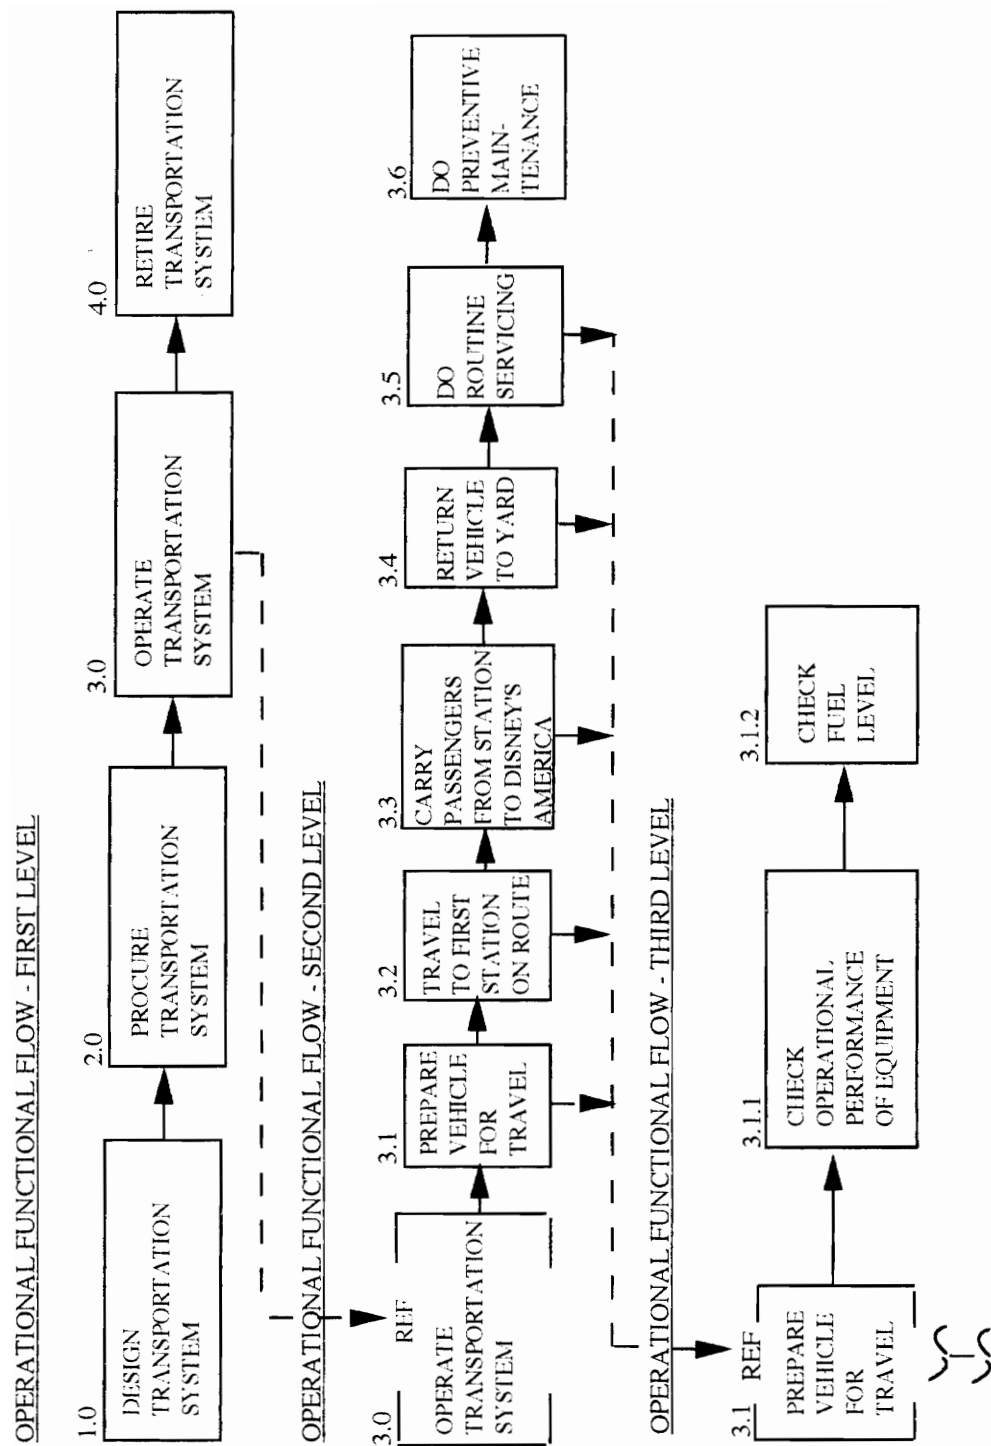 OPERATIONAL FUNCTIONAL FLOW - FIRST LEVEL
1.0
DESIGN
TRANSPORTATION
SYSTEM
2.0
PROCURE
TRANSPORTATION
SYSTEM
3.0
OPERATE
TRANSPORTATION
SYSTEM
4.0
RETIRE
TRANSPORTATION
SYSTEM
OPERATIONAL FUNCTIONAL FLOW - SECOND LEVEL
3.0
REF
OPERATE
TRANSPORTATION
SYSTEM
3.1
PREPARE
VEHICLE
FOR
TRAVEL
3.2
TRAVEL
TO FIRST
STATION
ON ROUTE
3.3
CARRY
PASSENGERS
FROM STATION
TO DISNEY'S
AMERICA
3.4
RETURN
VEHICLE
TO YARD
3.5
DO
ROUTINE
SERVICING
3.6
DO
PREVENTIVE
MAIN-
TENANCE
OPERATIONAL FUNCTIONAL FLOW - THIRD LEVEL
3.1
REF
PREPARE
VEHICLE
FOR
TRAVEL
3.1.1
CHECK
OPERATIONAL
PERFORMANCE
OF EQUIPMENT
3.1.2
CHECK
FUEL
LEVEL